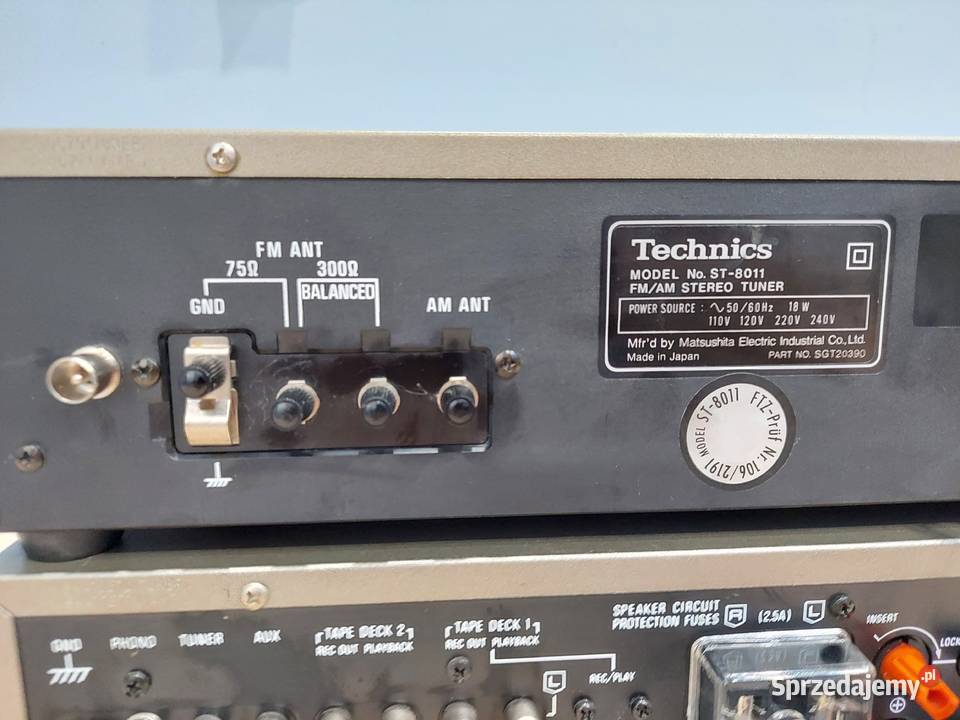 FM ANT
75Ω 300Ω
BALANCED
GND
AM ANT
Technics
MODEL No. ST-8011
FM/AM STEREO TUNER
POWER SOURCE : ∿50/60Hz 18W
110V 120V 220V 240V
Mfr'd by Matsushita Electric Industrial Co., Ltd.
Made in Japan PART NO. SGT20390
MODEL ST-8011 FTZ-Prüf Nr. 106/2191
SPEAKER CIRCUIT
PROTECTION FUSES R (2.5A) L
INSERT
LOCK
GND PHONO TUNER AUX
TAPE DECK 2
REC OUT PLAYBACK
TAPE DECK 1
REC OUT PLAYBACK
REC/PLAY
L
Sprzedajemy.pl